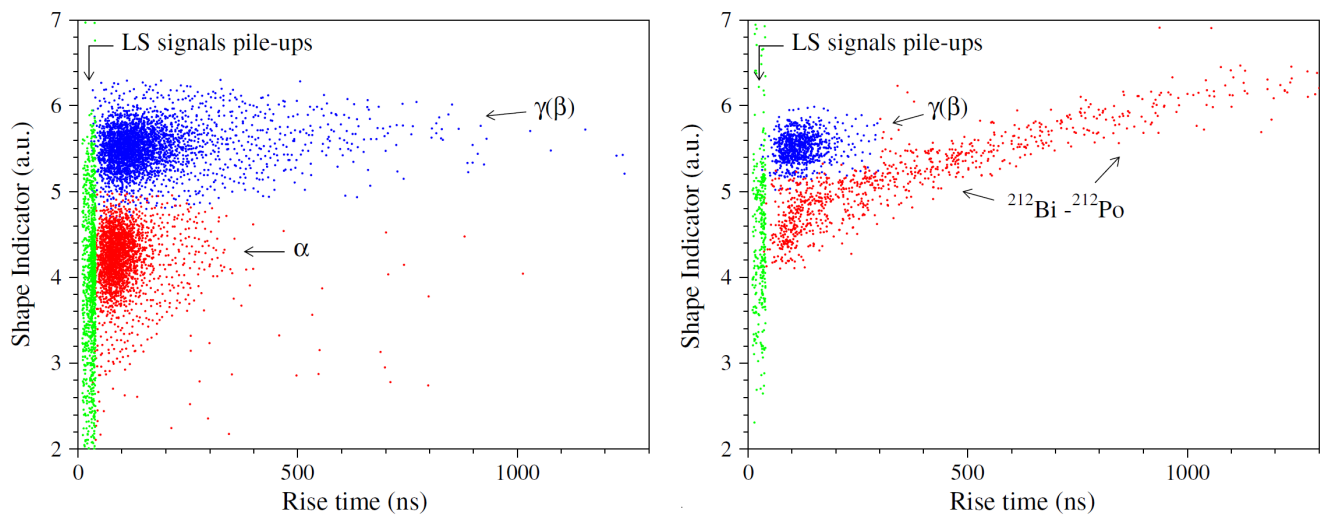 LS signals pile-ups
γ(β)
α
7
6
5
4
3
2
0
500
1000
Shape Indicator (a.u.)
Rise time (ns)
LS signals pile-ups
γ(β)
²¹²Bi -²¹²Po
7
6
5
4
3
2
0
500
1000
Shape Indicator (a.u.)
Rise time (ns)